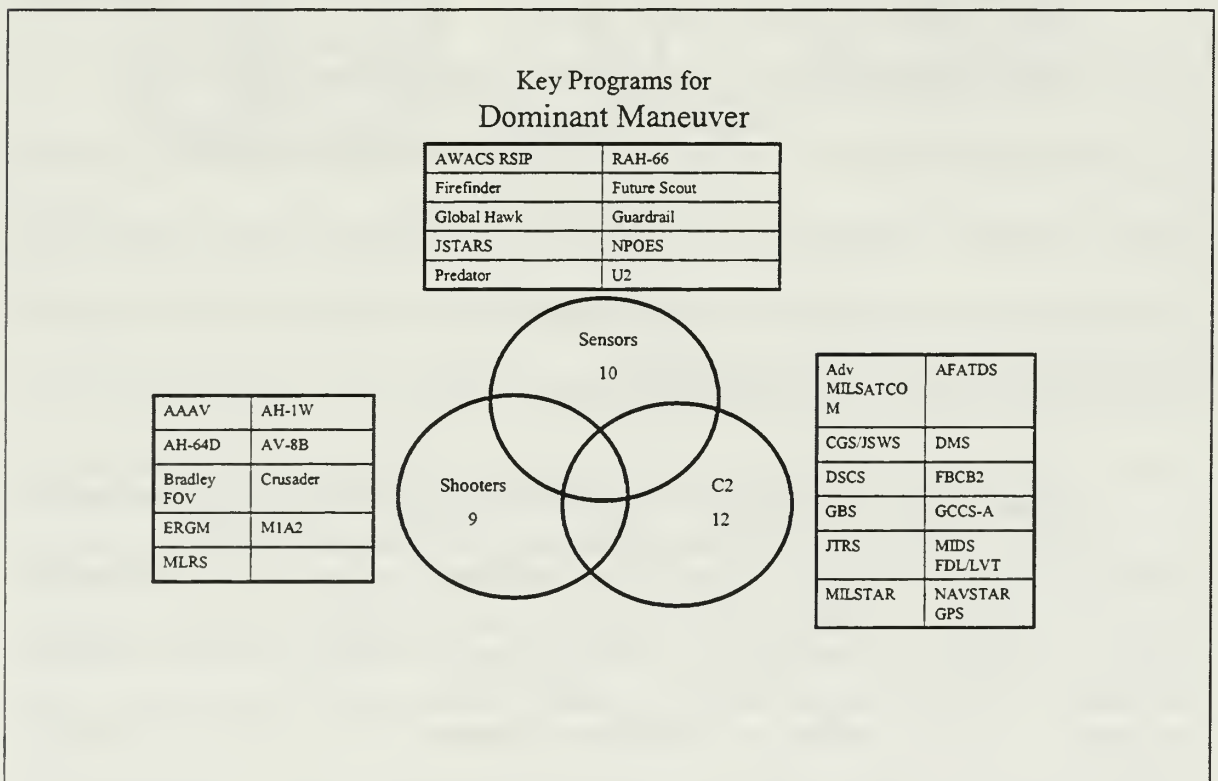 Key Programs for
Dominant Maneuver
AWACS RSIP RAH-66
Firefinder Future Scout
Global Hawk Guardrail
JSTARS NPOES
Predator U2
Sensors
10
Shooters
9
C2
12
AAAV AH-1W
AH-64D AV-8B
Bradley FOV Crusader
ERGM M1A2
MLRS
Adv MILSATCOM AFATDS
CGS/JSWS DMS
DSCS FBCB2
GBS GCCS-A
JTRS MIDS FDL/LVT
MILSTAR NAVSTAR GPS